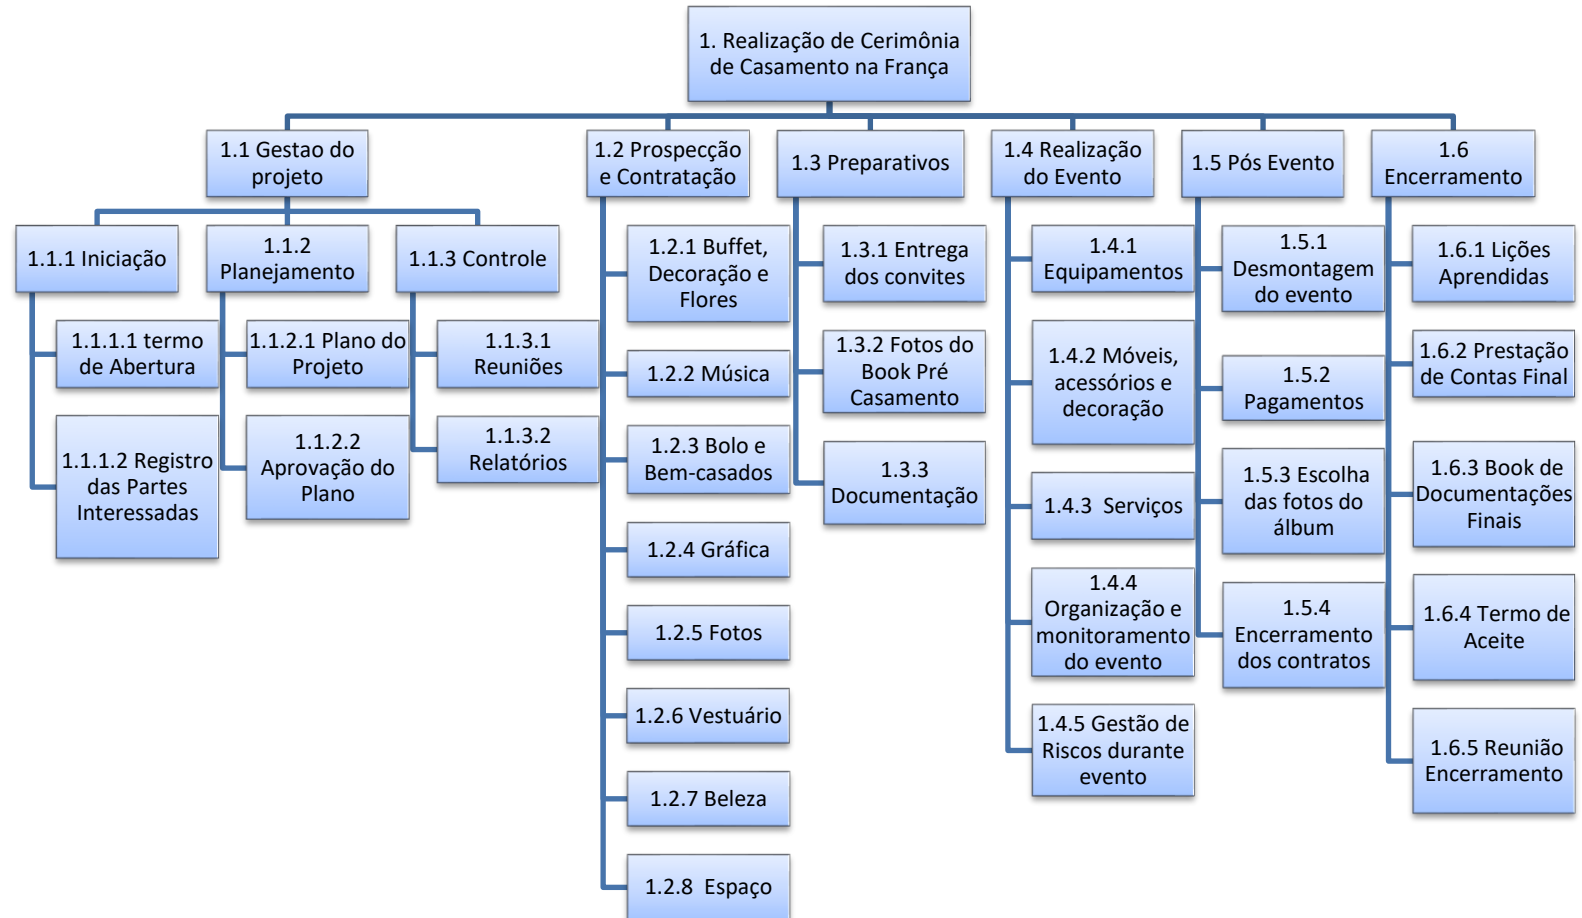 1. Realização de Cerimônia
de Casamento na França
1.1 Gestao do
projeto
1.1.1 Iniciação
1.1.1.1 termo
de Abertura
1.1.1.2 Registro
das Partes
Interessadas
1.1.2
Planejamento
1.1.2.1 Plano do
Projeto
1.1.2.2
Aprovação do
Plano
1.1.3 Controle
1.1.3.1
Reuniões
1.1.3.2
Relatórios
1.2 Prospecção
e Contratação
1.2.1 Buffet,
Decoração e
Flores
1.2.2 Música
1.2.3 Bolo e
Bem-casados
1.2.4 Gráfica
1.2.5 Fotos
1.2.6 Vestuário
1.2.7 Beleza
1.2.8  Espaço
1.3 Preparativos
1.3.1 Entrega
dos convites
1.3.2 Fotos do
Book Pré
Casamento
1.3.3
Documentação
1.4 Realização
do Evento
1.4.1
Equipamentos
1.4.2 Móveis,
acessórios e
decoração
1.4.3  Serviços
1.4.4
Organização e
monitoramento
do evento
1.4.5 Gestão de
Riscos durante
evento
1.5 Pós Evento
1.5.1
Desmontagem
do evento
1.5.2
Pagamentos
1.5.3 Escolha
das fotos do
álbum
1.5.4
Encerramento
dos contratos
1.6
Encerramento
1.6.1 Lições
Aprendidas
1.6.2 Prestação
de Contas Final
1.6.3 Book de
Documentações
Finais
1.6.4 Termo de
Aceite
1.6.5 Reunião
Encerramento